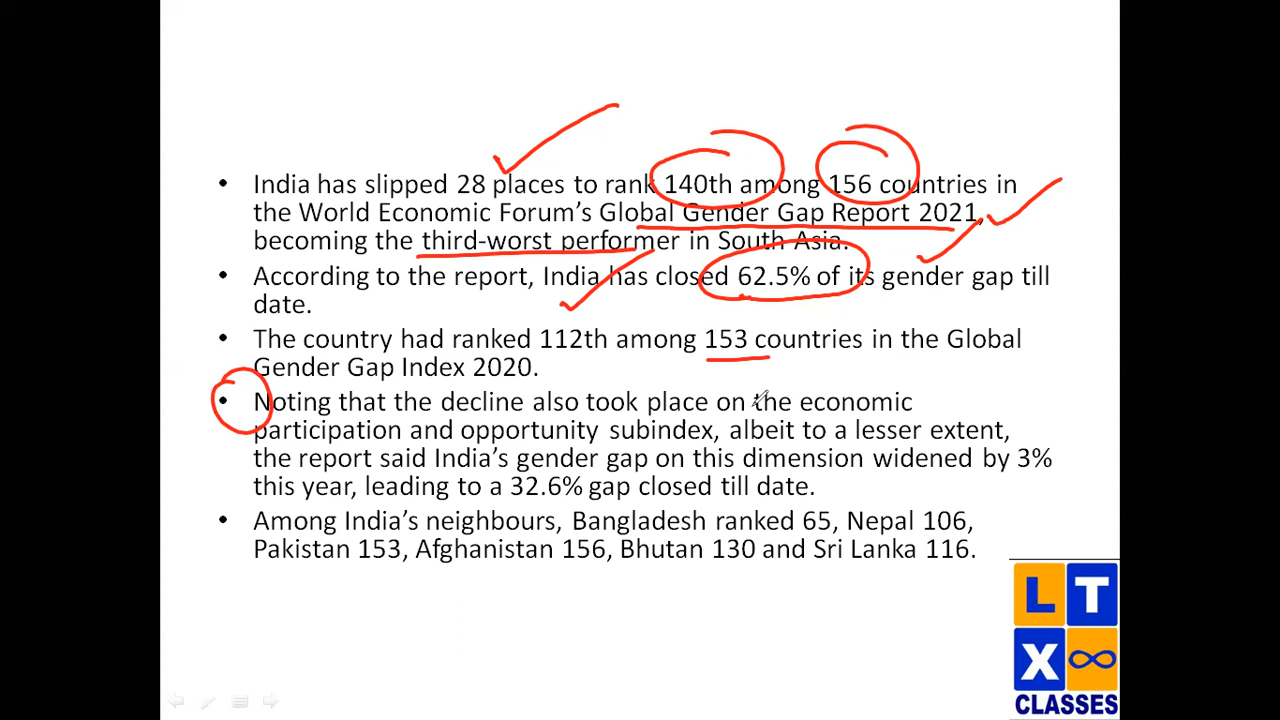 • India has slipped 28 places to rank 140th among 156 countries in
the World Economic Forum’s Global Gender Gap Report 2021,
becoming the third-worst performer in South Asia.
• According to the report, India has closed 62.5% of its gender gap till
date.
• The country had ranked 112th among 153 countries in the Global
Gender Gap Index 2020.
• Noting that the decline also took place on the economic
participation and opportunity subindex, albeit to a lesser extent,
the report said India’s gender gap on this dimension widened by 3%
this year, leading to a 32.6% gap closed till date.
• Among India’s neighbours, Bangladesh ranked 65, Nepal 106,
Pakistan 153, Afghanistan 156, Bhutan 130 and Sri Lanka 116.
L T
X ∞
CLASSES